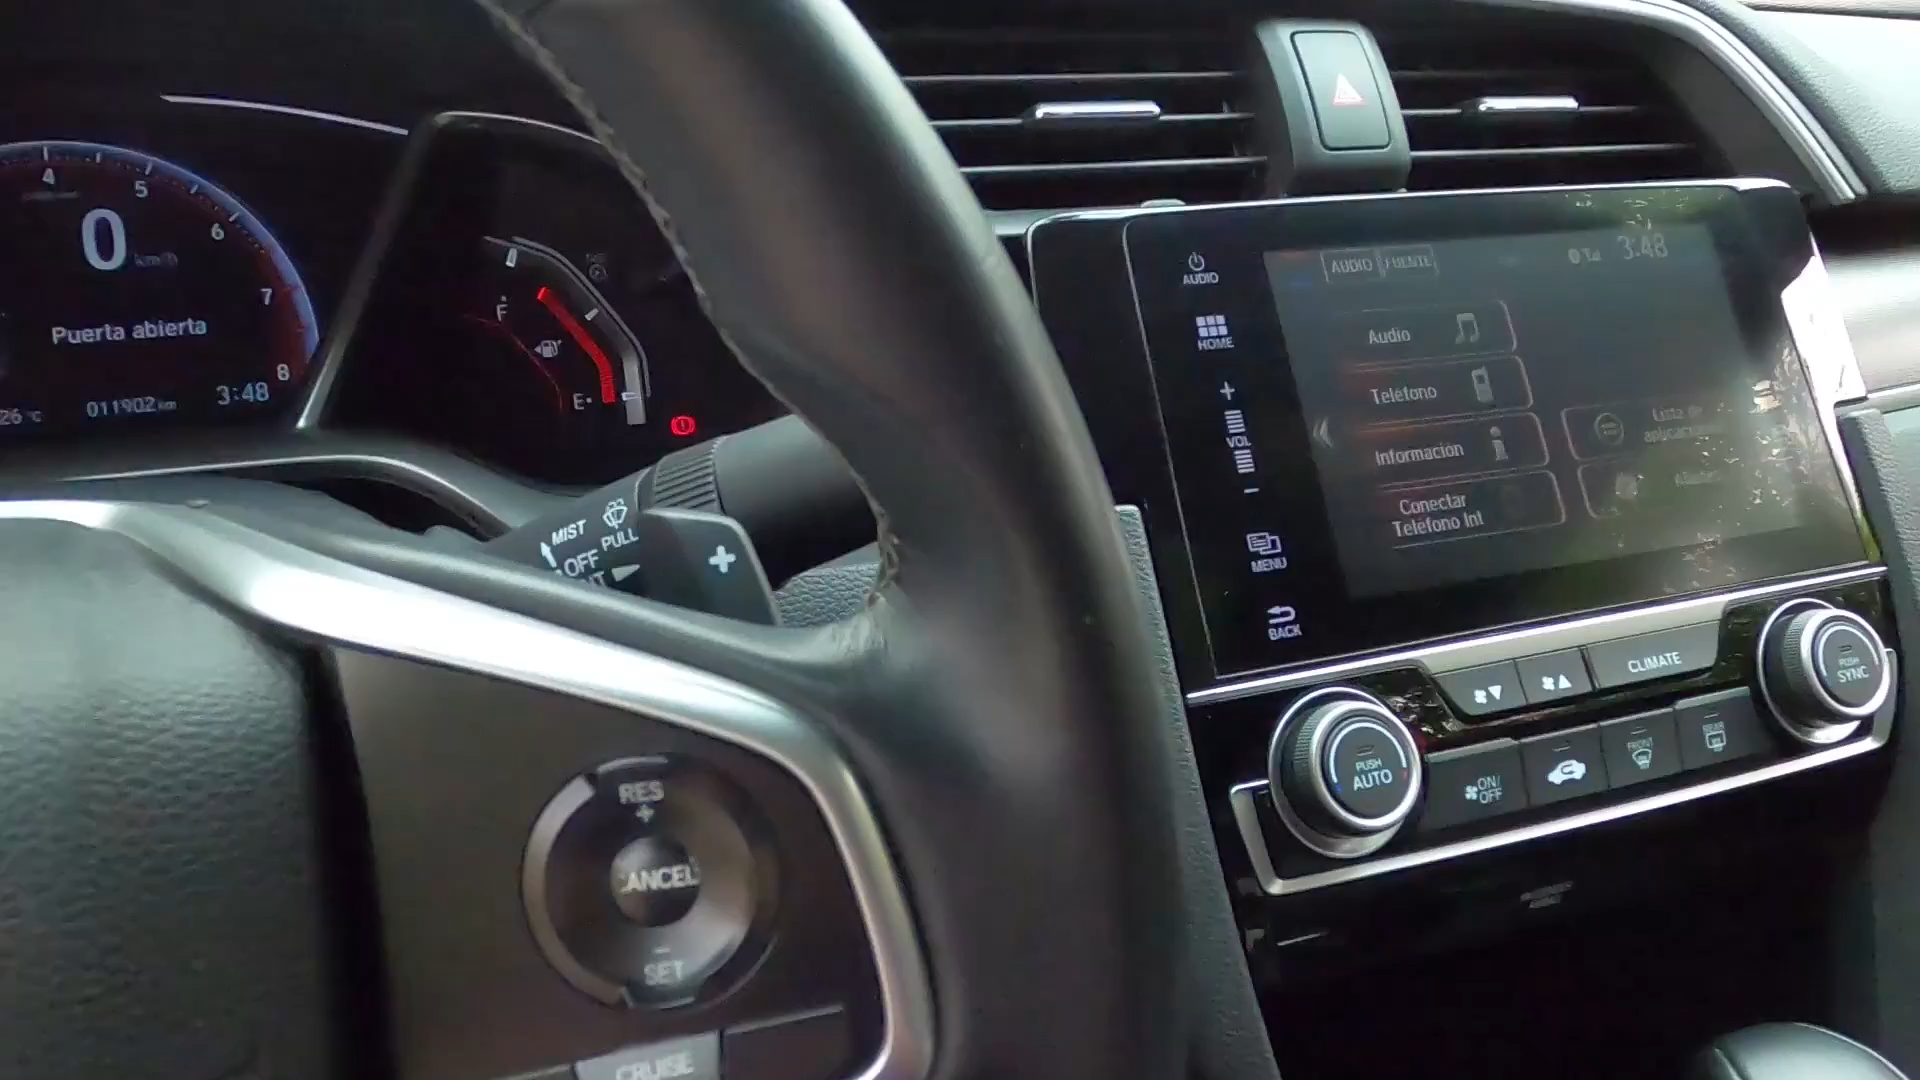 4
5
6
7
8
0
km/h
Puerta abierta
26 °C
011902 km
3:48
F
E
MIST
OFF
PULL
+
AUDIO
HOME
+
VOL
-
MENU
BACK
AUDIO
FUENTE
3:48
Audio
Teléfono
Información
Conectar
Teléfono Int
Lista de
CLIMATE
PUSH
SYNC
PUSH
AUTO
ON/
OFF
FRONT
REAR
RES
+
CANCEL
-
SET
CRUISE